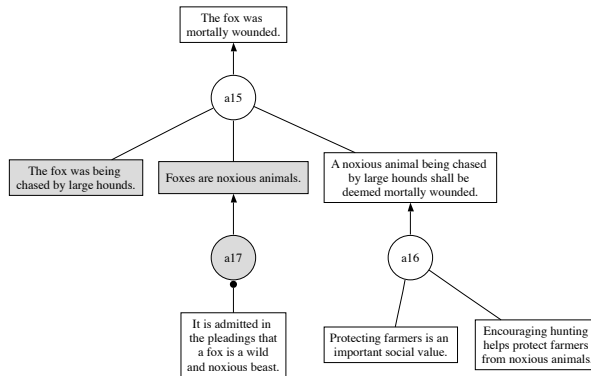 The fox was
mortally wounded.
a15
The fox was being
chased by large hounds.
Foxes are noxious animals.
A noxious animal being chased
by large hounds shall be
deemed mortally wounded.
a17
a16
It is admitted in
the pleadings that
a fox is a wild
and noxious beast.
Protecting farmers is an
important social value.
Encouraging hunting
helps protect farmers
from noxious animals